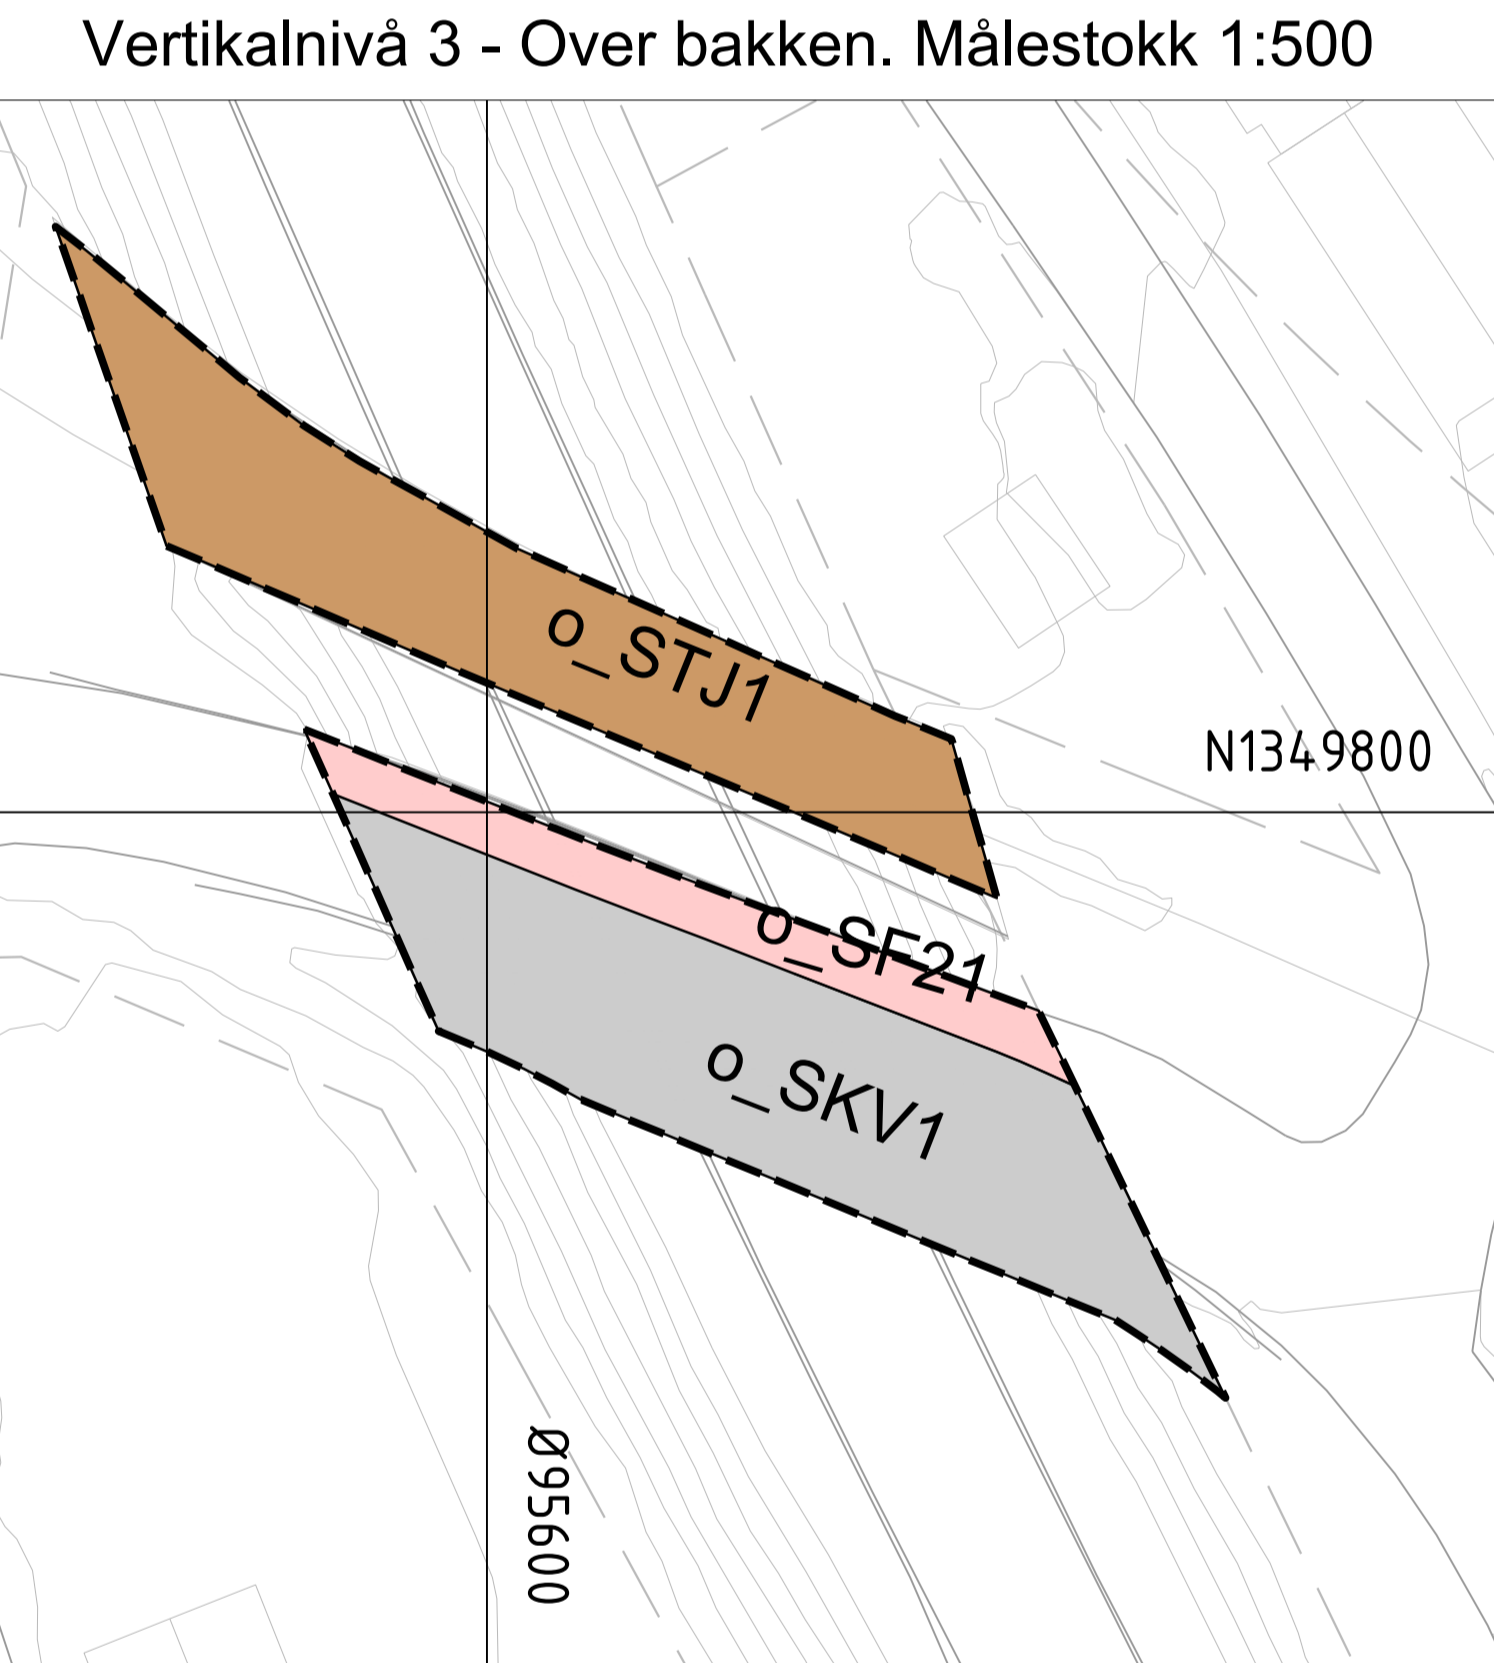 Vertikalnivå 3 - Over bakken. Målestokk 1:500
o_STJ1
N1349800
o_SF21
o_SKV1
Ø95600